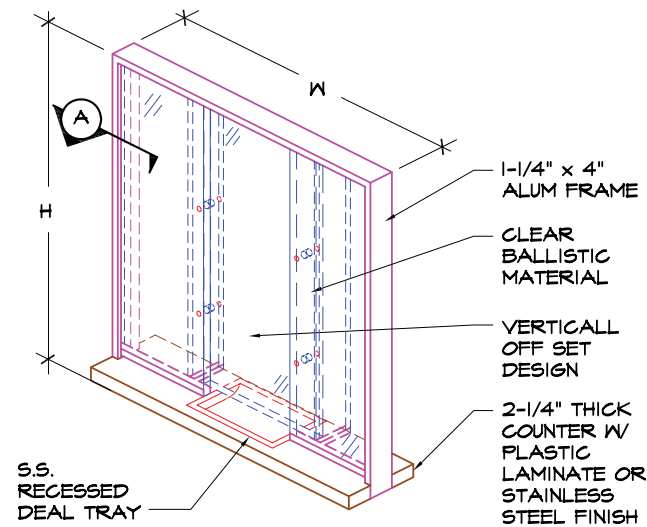 W
A
H
1-1/4" x 4"
ALUM FRAME
CLEAR
BALLISTIC
MATERIAL
VERTICALL
OFF SET
DESIGN
2-1/4" THICK
COUNTER W/
PLASTIC
LAMINATE OR
STAINLESS
STEEL FINISH
S.S.
RECESSED
DEAL TRAY